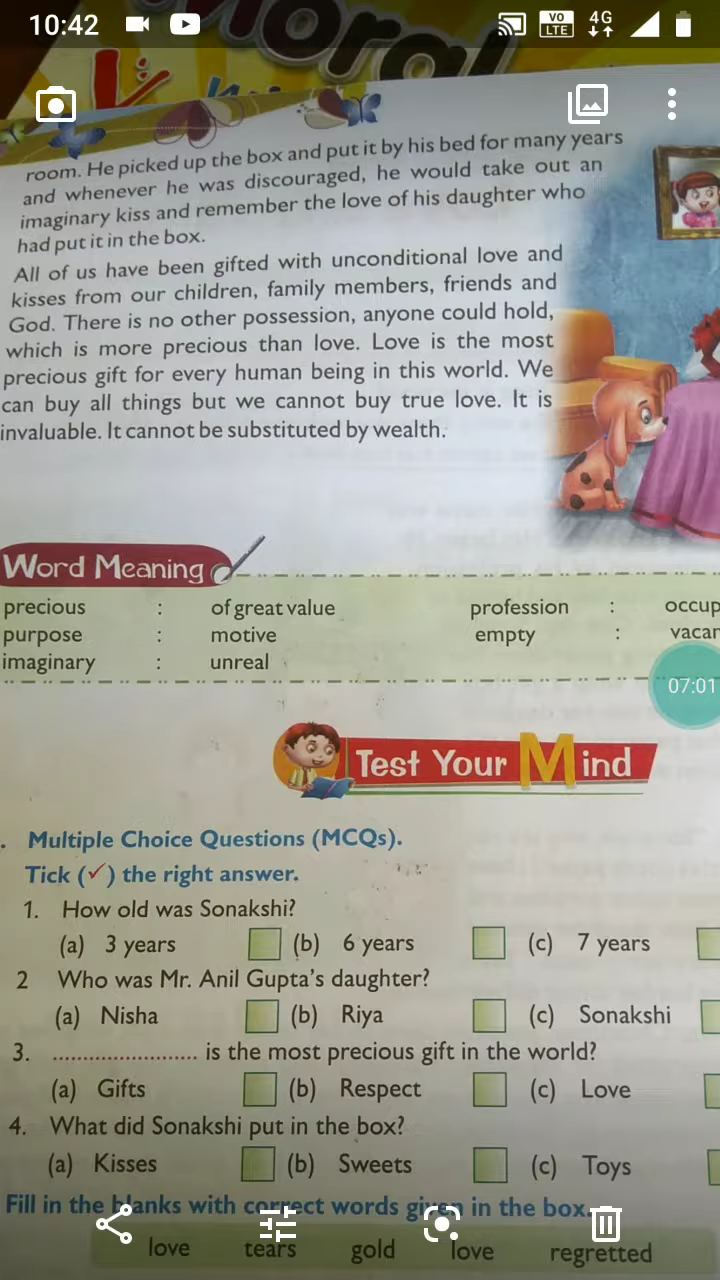 10:42
VO
LTE
4G
Moral
room. He picked up the box and put it by his bed for many years
and whenever he was discouraged, he would take out an
imaginary kiss and remember the love of his daughter who
had put it in the box.
All of us have been gifted with unconditional love and
kisses from our children, family members, friends and
God. There is no other possession, anyone could hold,
which is more precious than love. Love is the most
precious gift for every human being in this world. We
can buy all things but we cannot buy true love. It is
invaluable. It cannot be substituted by wealth.
Word Meaning
precious : of great value profession : occup
purpose : motive empty : vacan
imaginary : unreal
07:01
Test Your Mind
. Multiple Choice Questions (MCQs).
Tick (✓) the right answer.
1. How old was Sonakshi?
(a) 3 years (b) 6 years (c) 7 years
2 Who was Mr. Anil Gupta's daughter?
(a) Nisha (b) Riya (c) Sonakshi
3. ...................... is the most precious gift in the world?
(a) Gifts (b) Respect (c) Love
4. What did Sonakshi put in the box?
(a) Kisses (b) Sweets (c) Toys
Fill in the blanks with correct words given in the box.
love tears gold love regretted